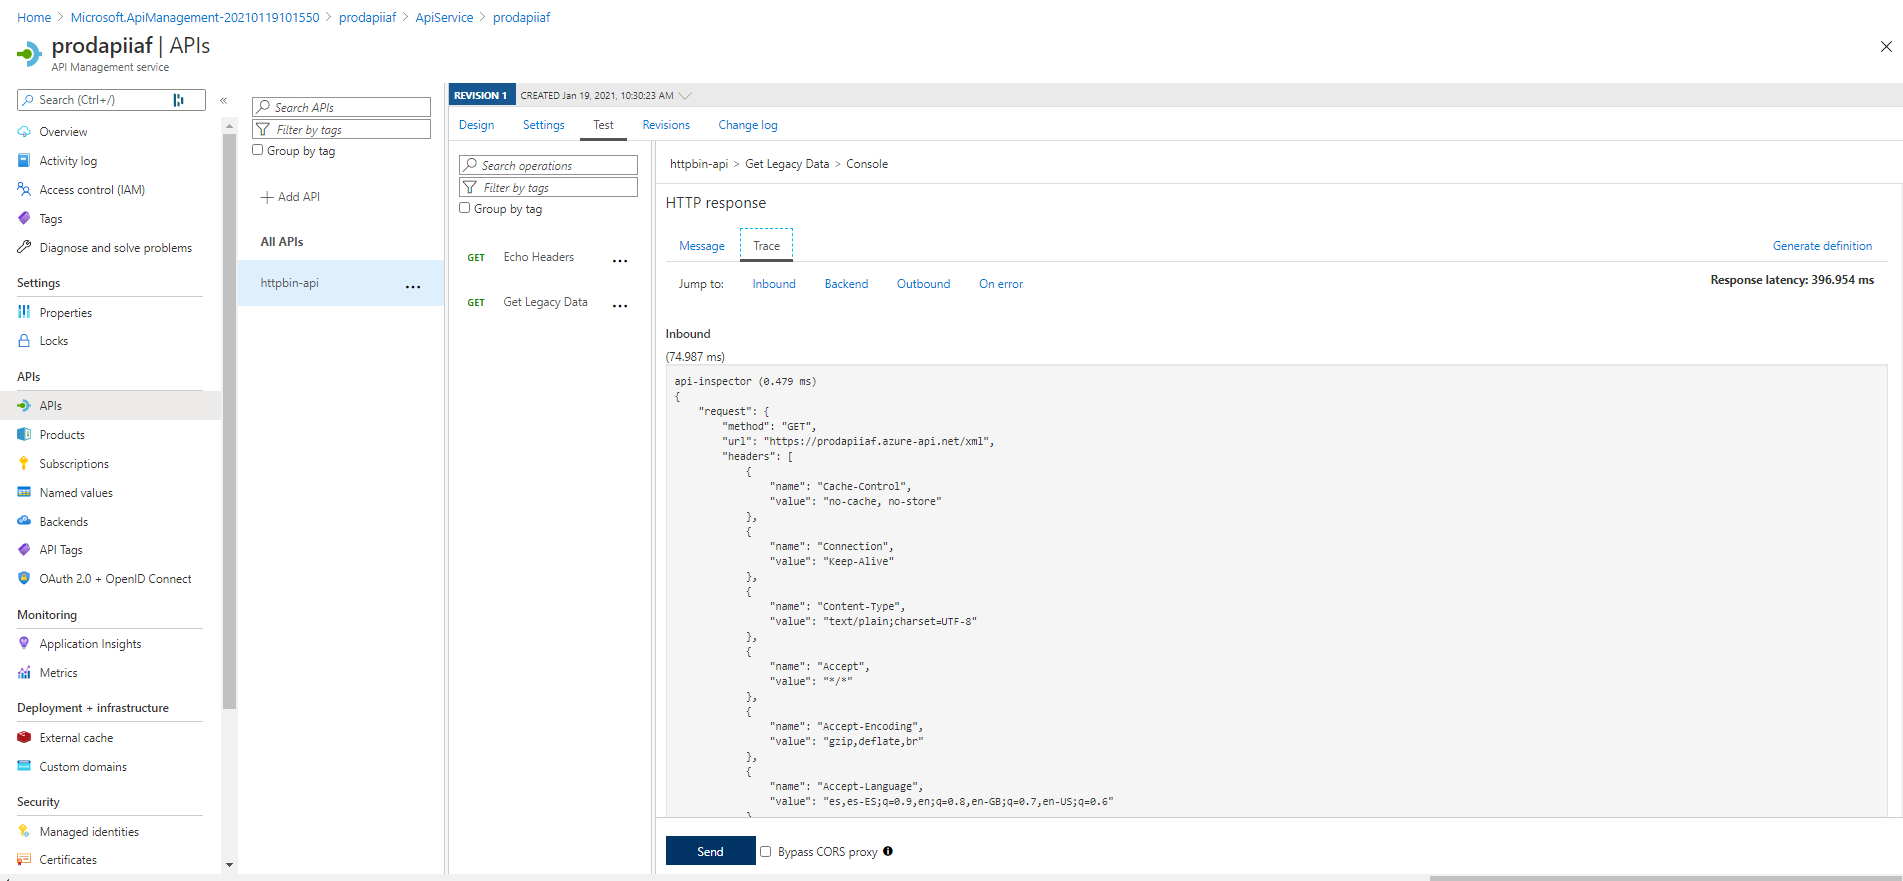 Home > Microsoft.ApiManagement-20210119101550 > prodapiiaf > ApiService > prodapiiaf
prodapiiaf | APIs
API Management service
Search (Ctrl+/)
Overview
Activity log
Access control (IAM)
Tags
Diagnose and solve problems
Settings
Properties
Locks
APIs
APIs
Products
Subscriptions
Named values
Backends
API Tags
OAuth 2.0 + OpenID Connect
Monitoring
Application Insights
Metrics
Deployment + infrastructure
External cache
Custom domains
Security
Managed identities
Certificates
Search APIs
Filter by tags
Group by tag
Add API
All APIs
httpbin-api
REVISION 1 CREATED Jan 19, 2021, 10:30:23 AM
Design Settings Test Revisions Change log
Search operations
Filter by tags
Group by tag
GET Echo Headers
GET Get Legacy Data
httpbin-api > Get Legacy Data > Console
HTTP response
Message Trace
Generate definition
Jump to: Inbound Backend Outbound On error
Response latency: 396.954 ms
Inbound
(74.987 ms)
api-inspector (0.479 ms)
{
"request": {
"method": "GET",
"url": "https://prodapiiaf.azure-api.net/xml",
"headers": [
{
"name": "Cache-Control",
"value": "no-cache, no-store"
},
{
"name": "Connection",
"value": "Keep-Alive"
},
{
"name": "Content-Type",
"value": "text/plain;charset=UTF-8"
},
{
"name": "Accept",
"value": "*/*"
},
{
"name": "Accept-Encoding",
"value": "gzip,deflate,br"
},
{
"name": "Accept-Language",
"value": "es,es-ES;q=0.9,en;q=0.8,en-GB;q=0.7,en-US;q=0.6"
Send Bypass CORS proxy